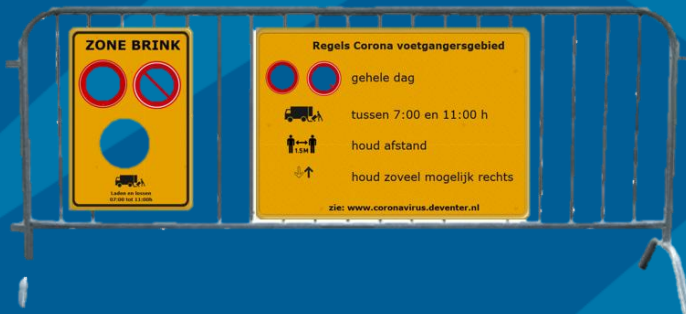 ZONE BRINK
Laden en lossen
07:00 tot 11:00h
Regels Corona voetgangersgebied
gehele dag
tussen 7:00 en 11:00 h
1.5M
houd afstand
houd zoveel mogelijk rechts
zie: www.coronavirus.deventer.nl